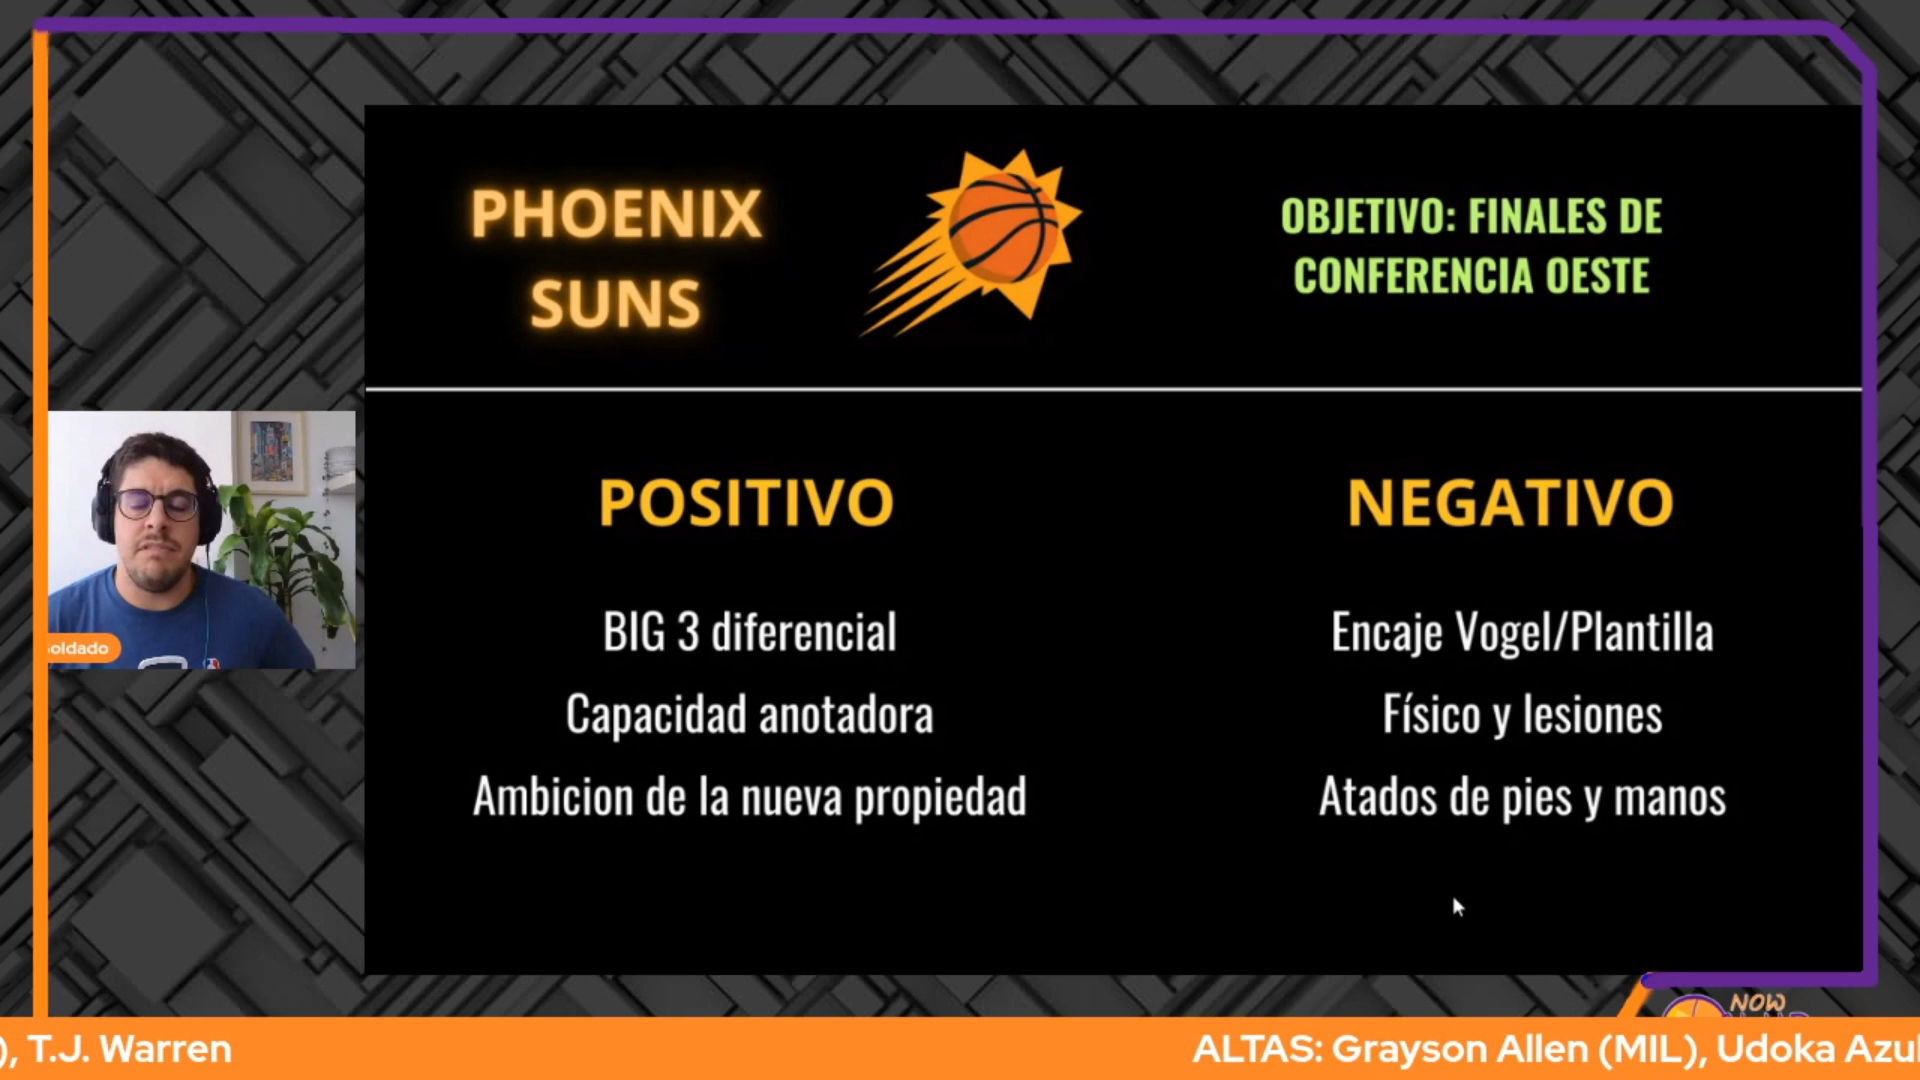 PHOENIX
SUNS
OBJETIVO: FINALES DE
CONFERENCIA OESTE
POSITIVO
NEGATIVO
BIG 3 diferencial
Encaje Vogel/Plantilla
Capacidad anotadora
Físico y lesiones
Ambicion de la nueva propiedad
Atados de pies y manos
oldado
NOW
), T.J. Warren
ALTAS: Grayson Allen (MIL), Udoka Azu